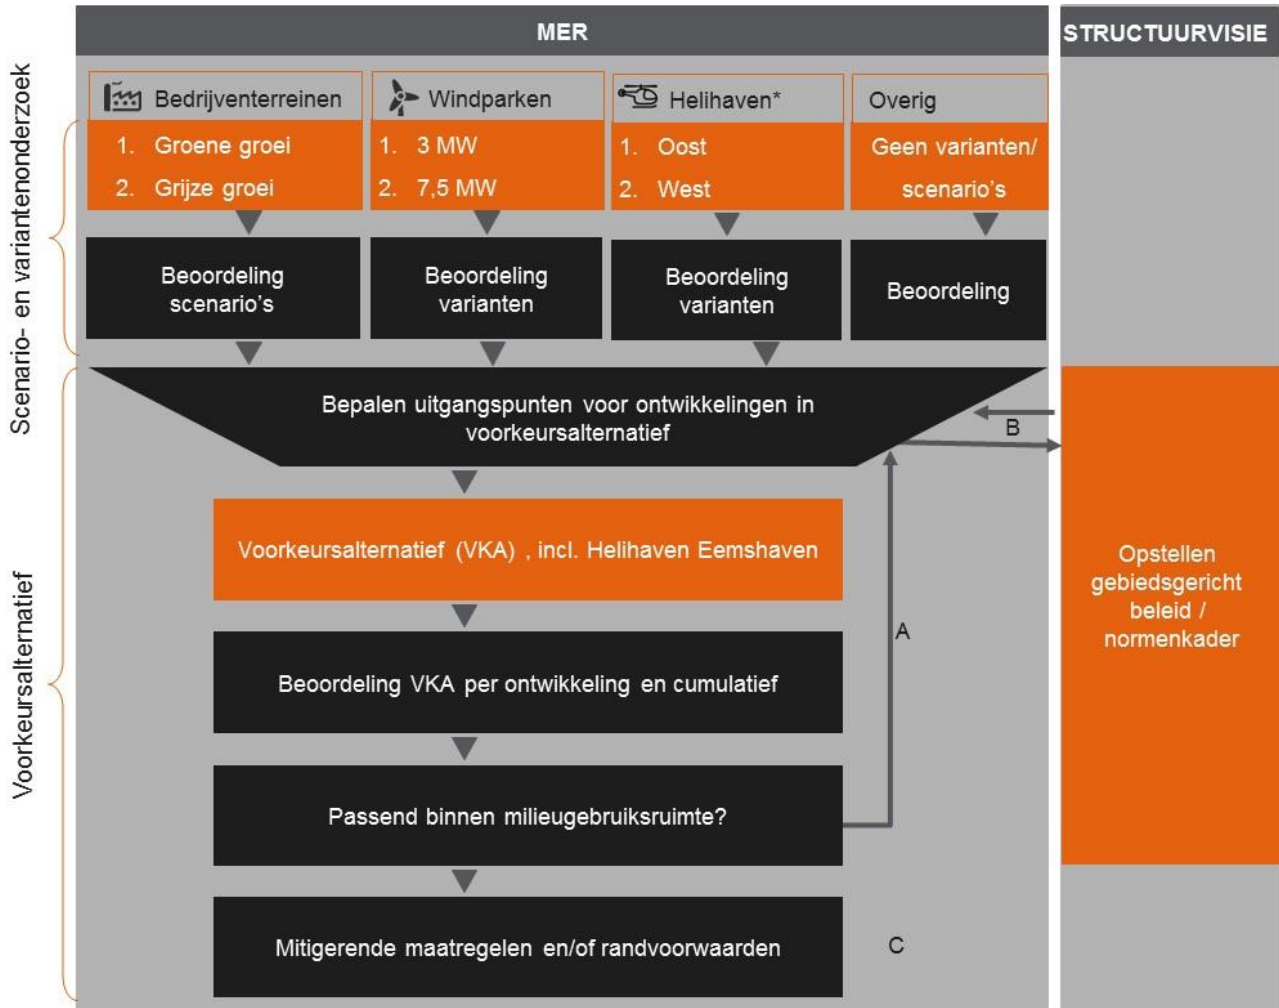 MER
STRUCTUURVISIE
Scenario- en variantenonderzoek
Bedrijventerreinen
1. Groene groei
2. Grijze groei
Windparken
1. 3 MW
2. 7,5 MW
Helihaven*
1. Oost
2. West
Overig
Geen varianten/
scenario's
Beoordeling
scenario's
Beoordeling
varianten
Beoordeling
varianten
Beoordeling
Voorkeursalternatief
Bepalen uitgangspunten voor ontwikkelingen in
voorkeursalternatief
B
Voorkeursalternatief (VKA) , incl. Helihaven Eemshaven
Beoordeling VKA per ontwikkeling en cumulatief
A
Passend binnen milieugebruiksruimte?
Mitigerende maatregelen en/of randvoorwaarden
C
Opstellen
gebiedsgericht
beleid /
normenkader